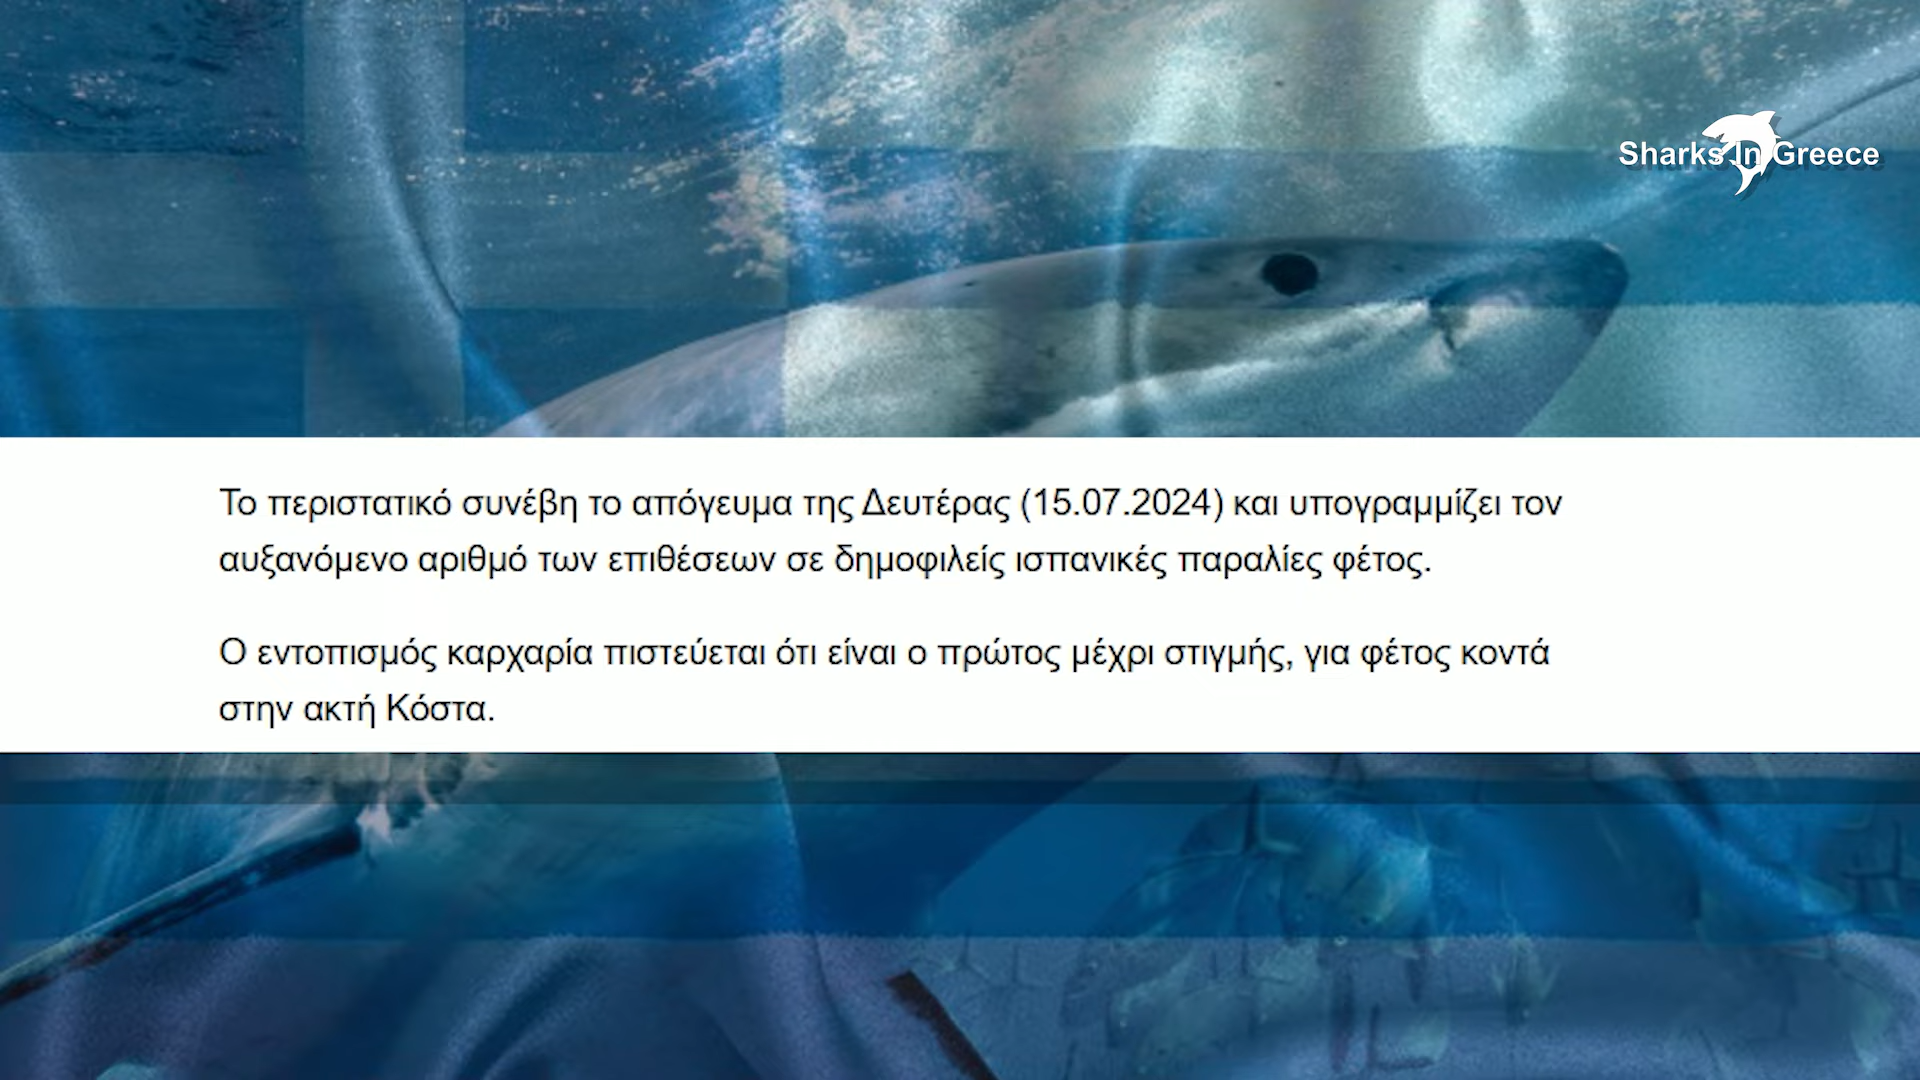 Sharks In Greece
Το περιστατικό συνέβη το απόγευμα της Δευτέρας (15.07.2024) και υπογραμμίζει τον
αυξανόμενο αριθμό των επιθέσεων σε δημοφιλείς ισπανικές παραλίες φέτος.
Ο εντοπισμός καρχαρία πιστεύεται ότι είναι ο πρώτος μέχρι στιγμής, για φέτος κοντά
στην ακτή Κόστα.